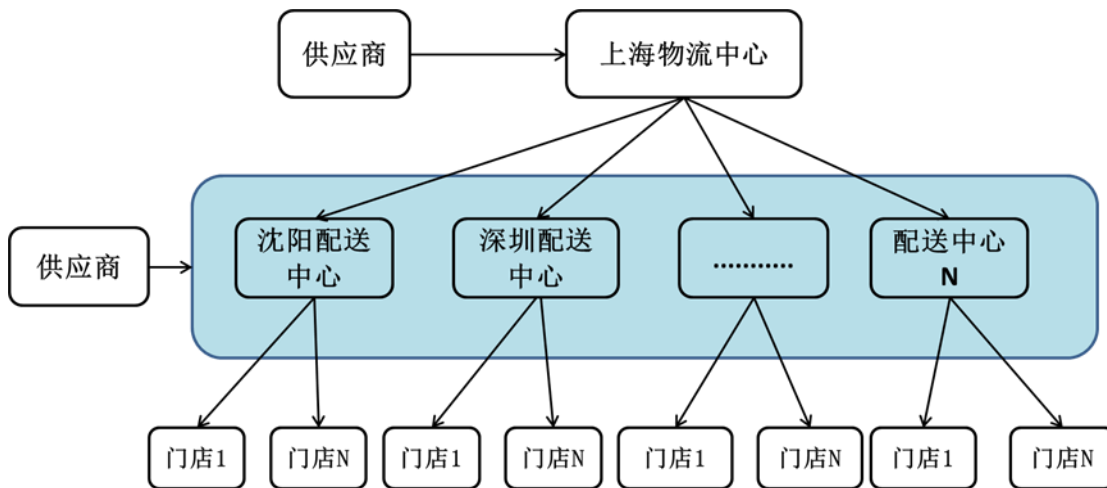 供应商
上海物流中心
供应商
沈阳配送
中心
深圳配送
中心
...........
配送中心
N
门店1
门店N
门店1
门店N
门店1
门店N
门店1
门店N